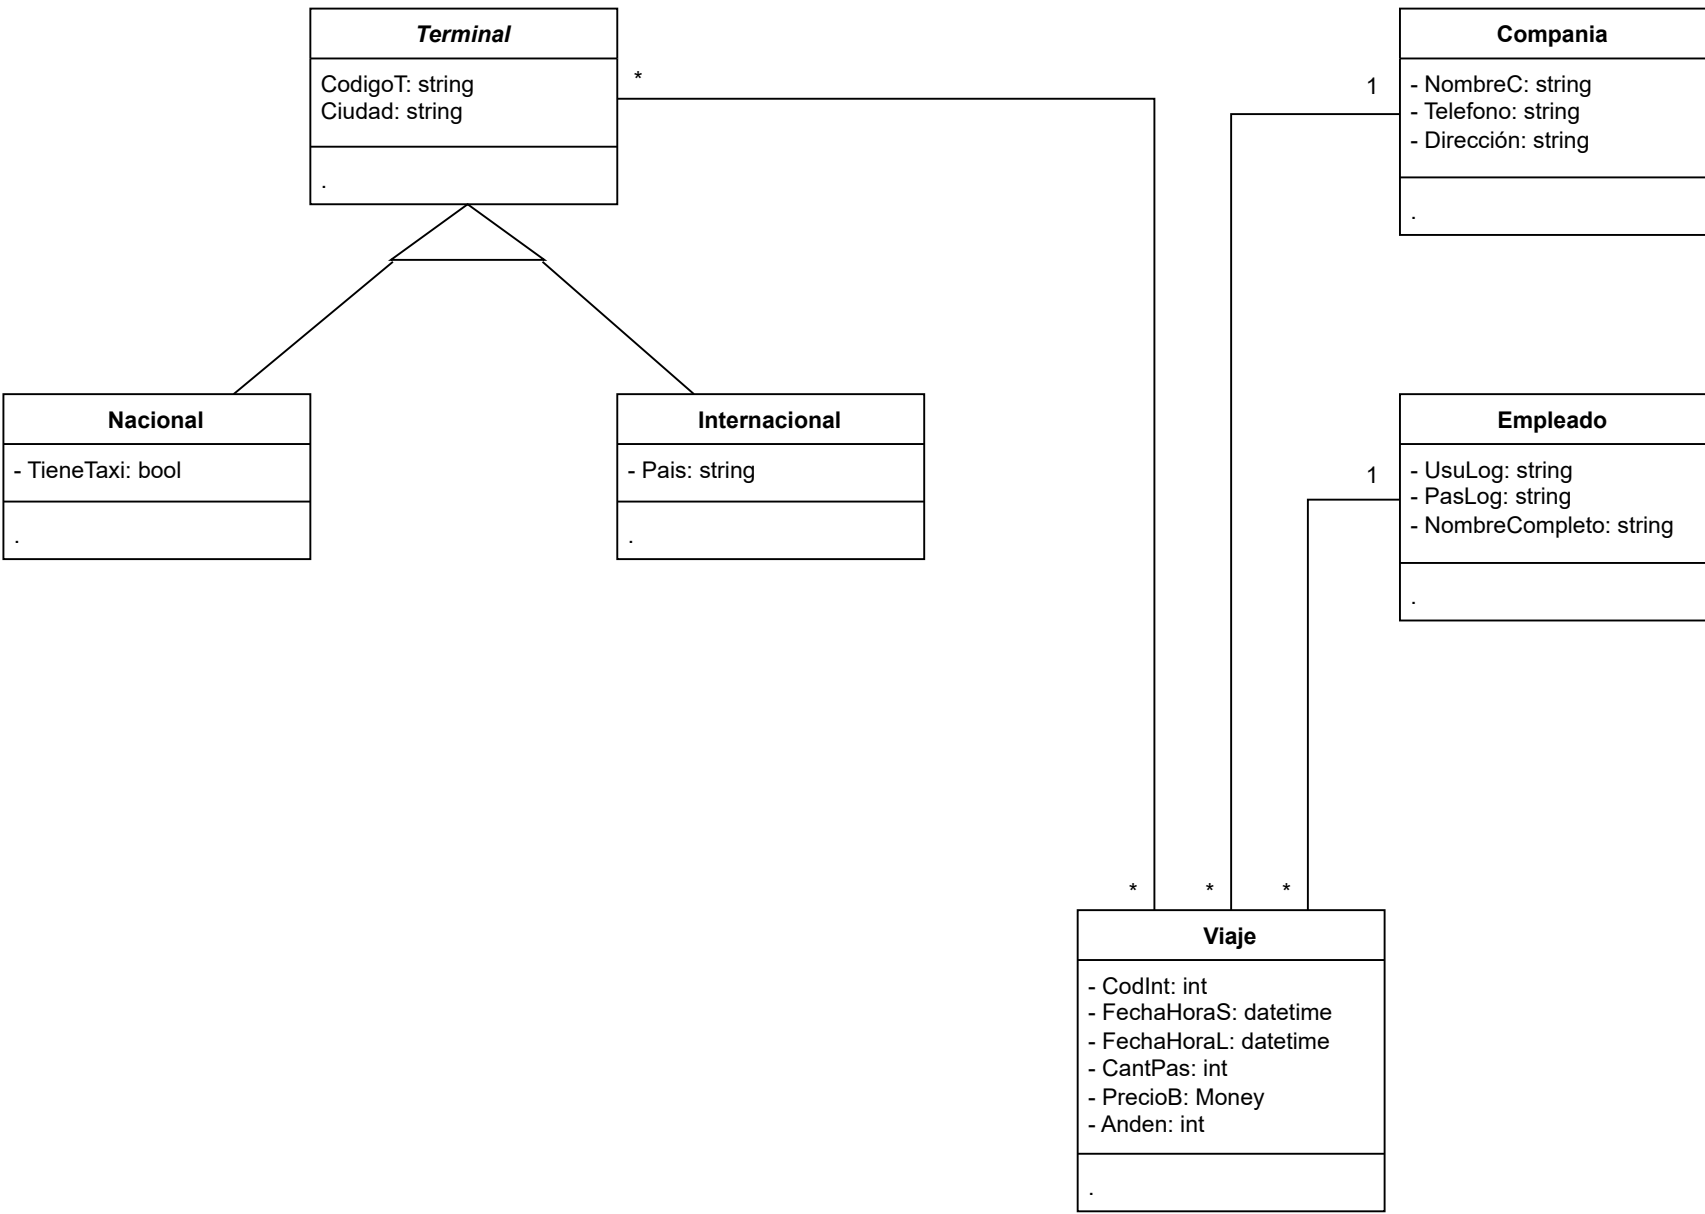 Terminal
CodigoT: string
Ciudad: string
.
*
1
Compania
- NombreC: string
- Telefono: string
- Dirección: string
.
Nacional
- TieneTaxi: bool
.
Internacional
- Pais: string
.
1
Empleado
- UsuLog: string
- PasLog: string
- NombreCompleto: string
.
* * *
Viaje
- CodInt: int
- FechaHoraS: datetime
- FechaHoraL: datetime
- CantPas: int
- PrecioB: Money
- Anden: int
.